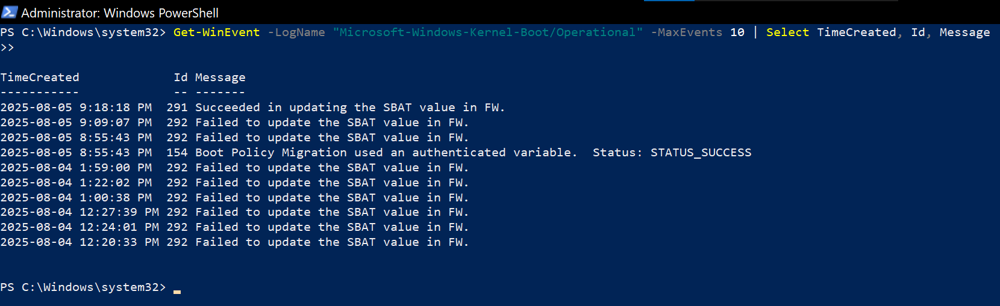 Administrator: Windows PowerShell
PS C:\Windows\system32> Get-WinEvent -LogName "Microsoft-Windows-Kernel-Boot/Operational" -MaxEvents 10 | Select TimeCreated, Id, Message
>>
TimeCreated             Id Message
-----------             -- -------
2025-08-05 9:18:18 PM  291 Succeeded in updating the SBAT value in FW.
2025-08-05 9:09:07 PM  292 Failed to update the SBAT value in FW.
2025-08-05 8:55:43 PM  292 Failed to update the SBAT value in FW.
2025-08-05 8:55:43 PM  154 Boot Policy Migration used an authenticated variable.  Status: STATUS_SUCCESS
2025-08-04 1:59:00 PM  292 Failed to update the SBAT value in FW.
2025-08-04 1:22:02 PM  292 Failed to update the SBAT value in FW.
2025-08-04 1:00:38 PM  292 Failed to update the SBAT value in FW.
2025-08-04 12:27:39 PM 292 Failed to update the SBAT value in FW.
2025-08-04 12:24:01 PM 292 Failed to update the SBAT value in FW.
2025-08-04 12:20:33 PM 292 Failed to update the SBAT value in FW.
PS C:\Windows\system32>